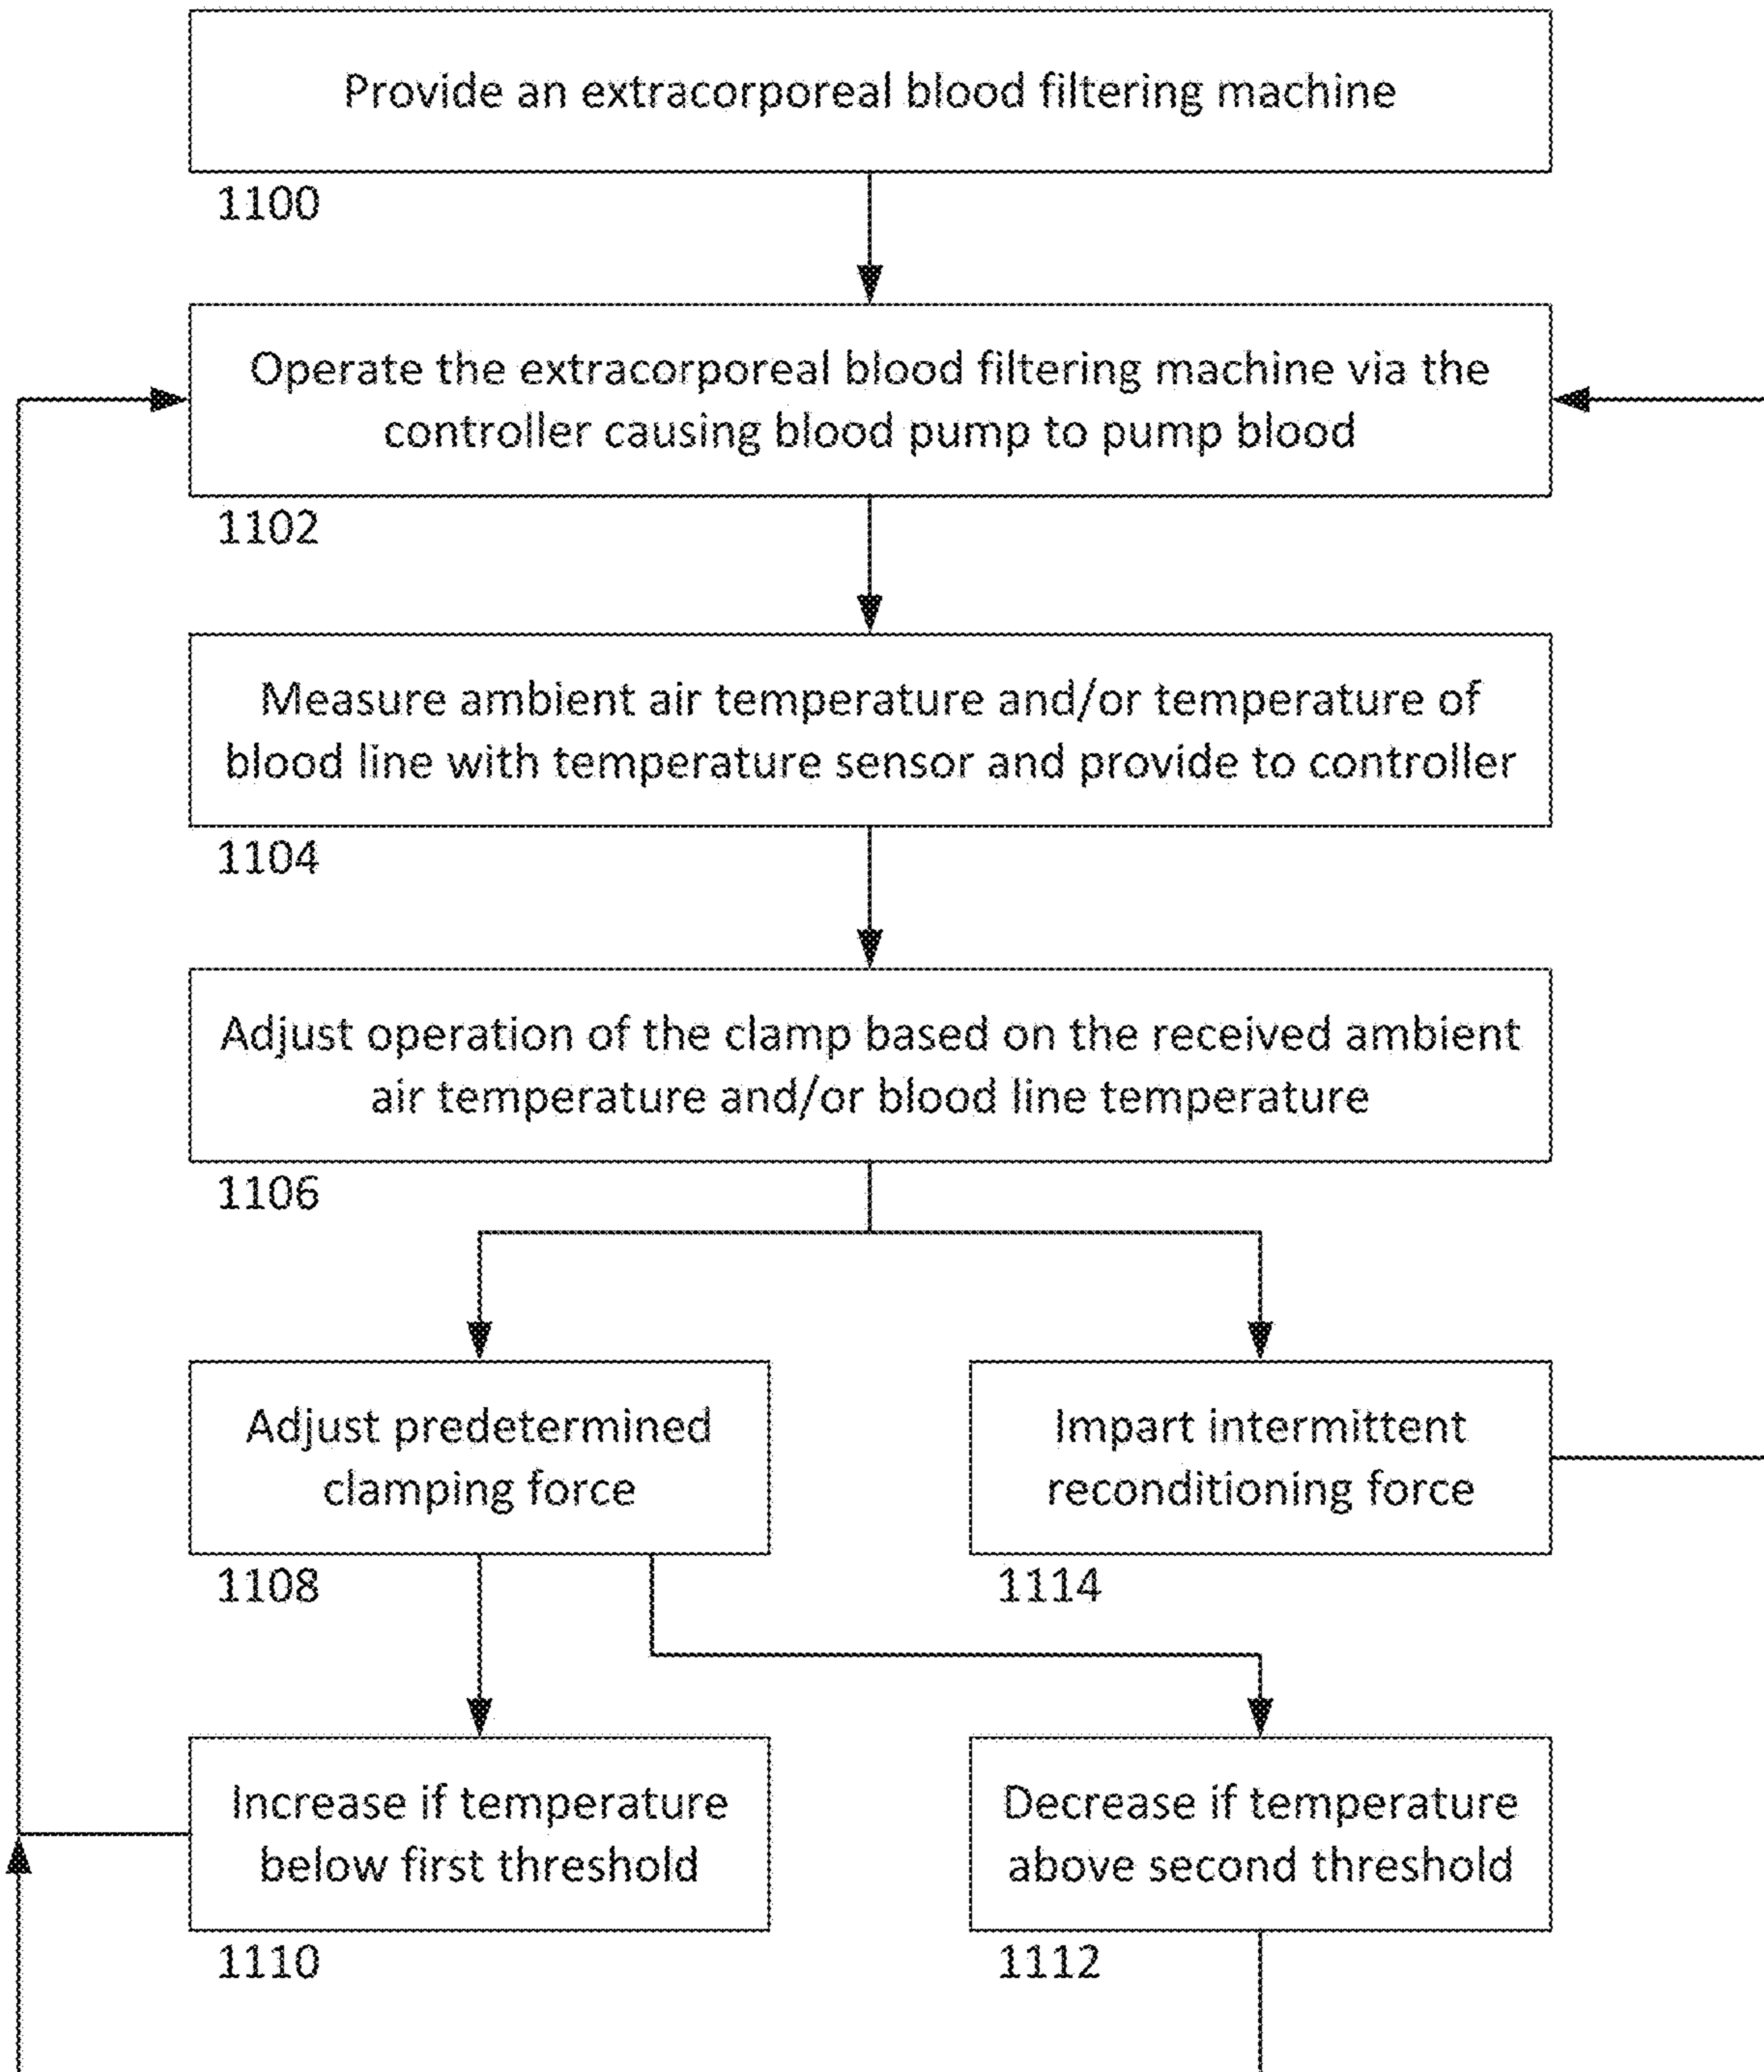 Provide an extracorporeal blood filtering machine
1100
Operate the extracorporeal blood filtering machine via the
controller causing blood pump to pump blood
1102
Measure ambient air temperature and/or temperature of
blood line with temperature sensor and provide to controller
1104
Adjust operation of the clamp based on the received ambient
air temperature and/or blood line temperature
1106
Adjust predetermined
clamping force
1108
Impart intermittent
reconditioning force
1114
Increase if temperature
below first threshold
1110
Decrease if temperature
above second threshold
1112